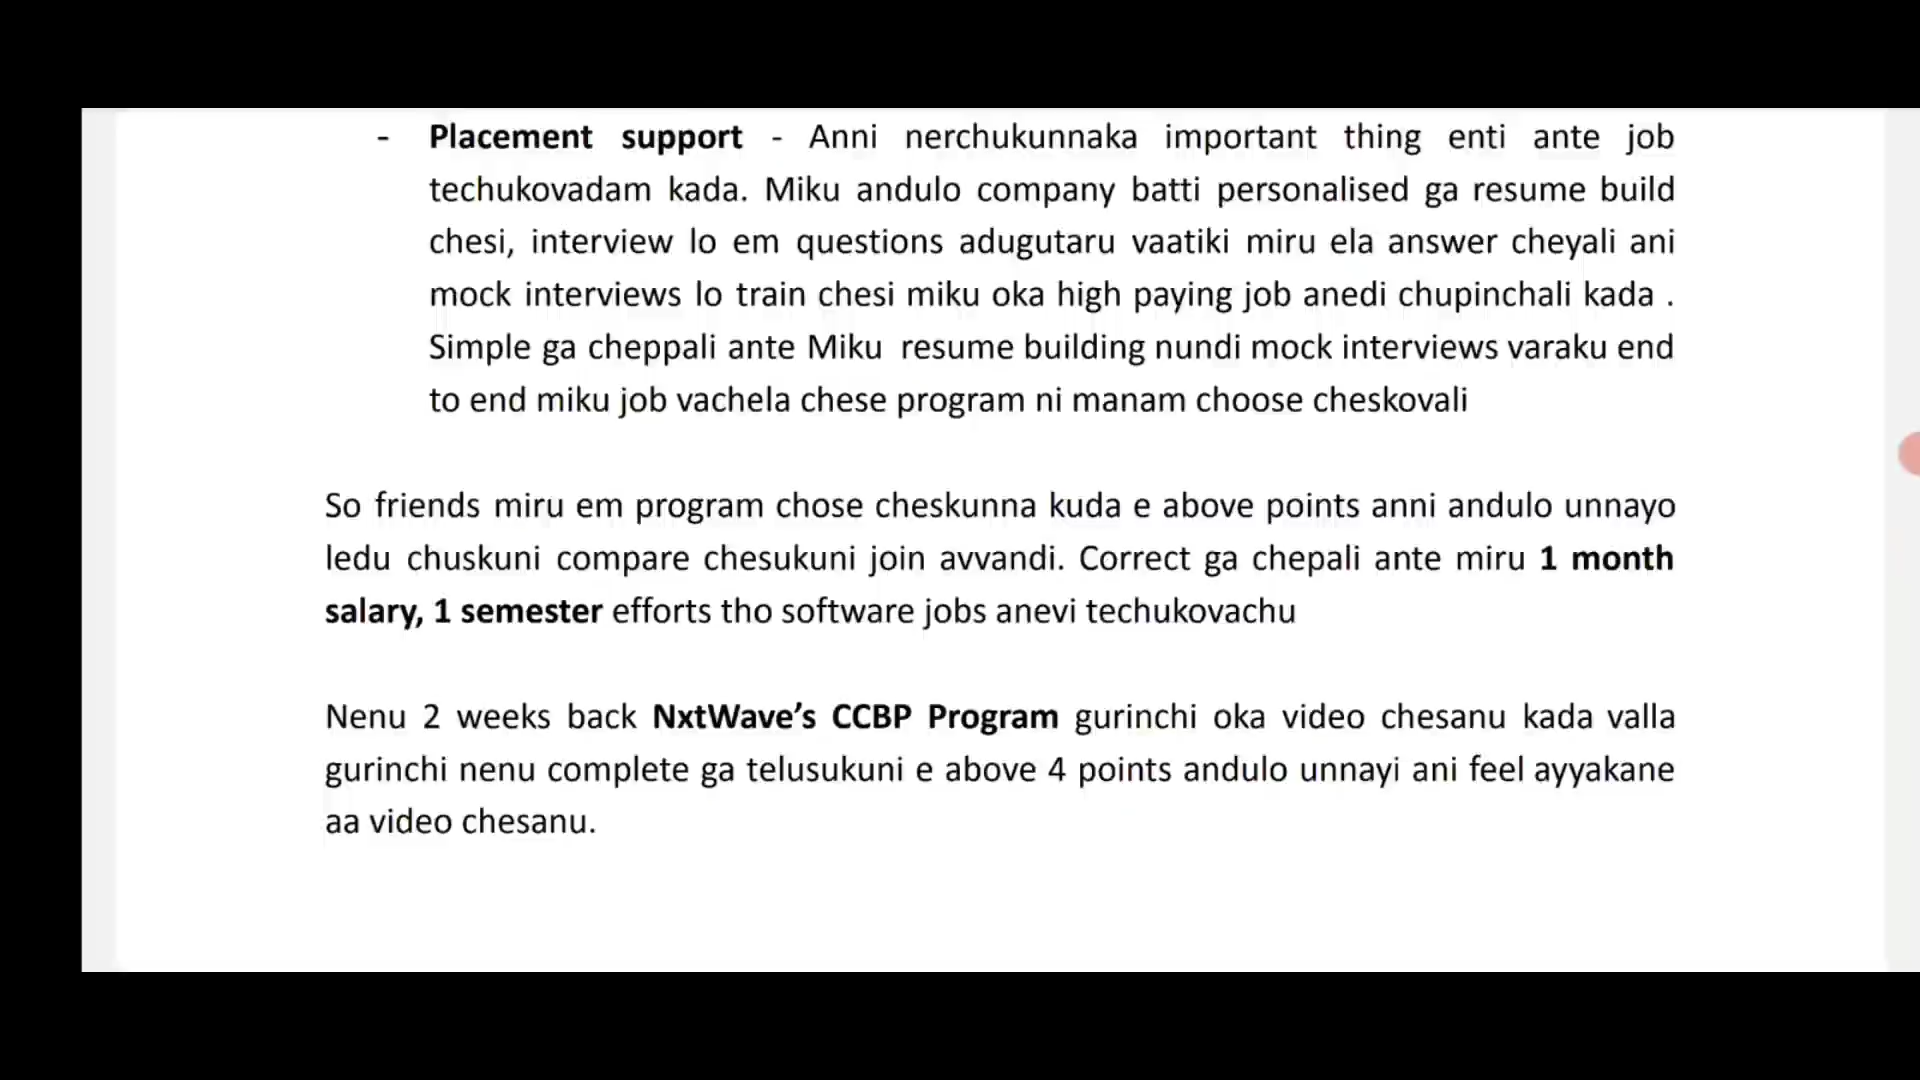 - Placement support - Anni nerchukunnaka important thing enti ante job
techukovadam kada. Miku andulo company batti personalised ga resume build
chesi, interview lo em questions adugutaru vaatiki miru ela answer cheyali ani
mock interviews lo train chesi miku oka high paying job anedi chupinchali kada .
Simple ga cheppali ante Miku  resume building nundi mock interviews varaku end
to end miku job vachela chese program ni manam choose cheskovali
So friends miru em program chose cheskunna kuda e above points anni andulo unnayo
ledu chuskuni compare chesukuni join avvandi. Correct ga chepali ante miru 1 month
salary, 1 semester efforts tho software jobs anevi techukovachu
Nenu 2 weeks back NxtWave’s CCBP Program gurinchi oka video chesanu kada valla
gurinchi nenu complete ga telusukuni e above 4 points andulo unnayi ani feel ayyakane
aa video chesanu.